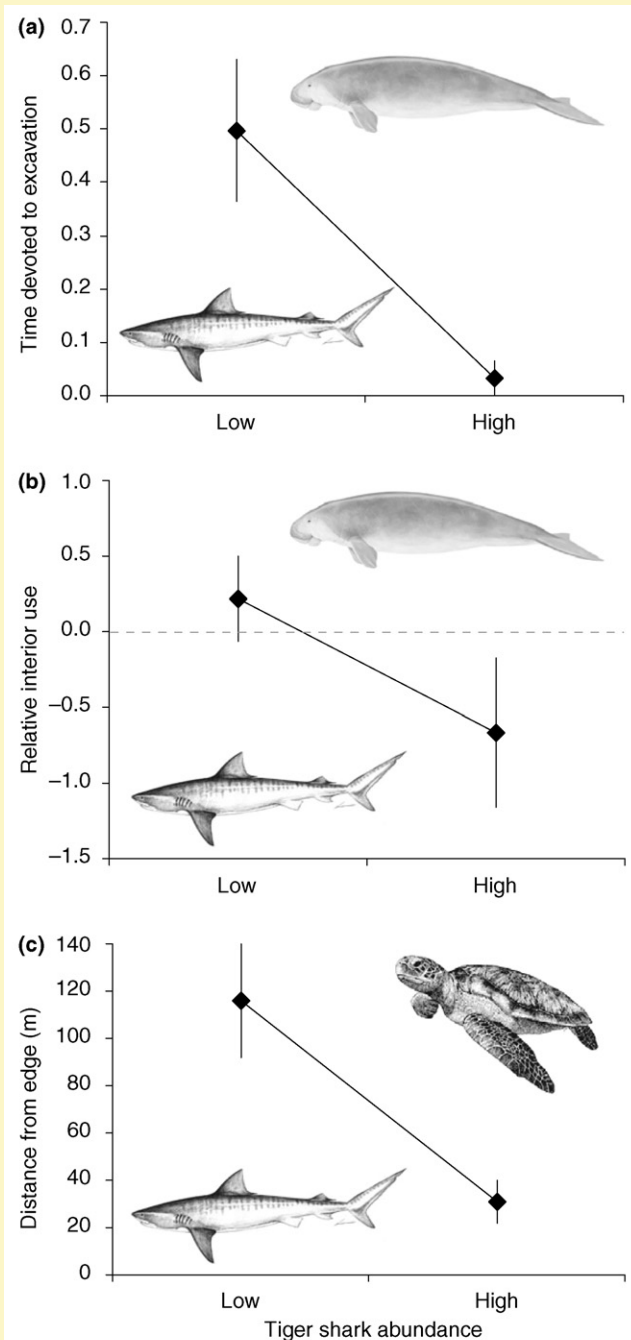 (a)
0.7
0.6
0.5
0.4
0.3
0.2
0.1
0.0
Time devoted to excavation
Low High
(b)
1.0
0.5
0.0
−0.5
−1.0
−1.5
Relative interior use
Low High
(c)
140
120
100
80
60
40
20
0
Distance from edge (m)
Low High
Tiger shark abundance